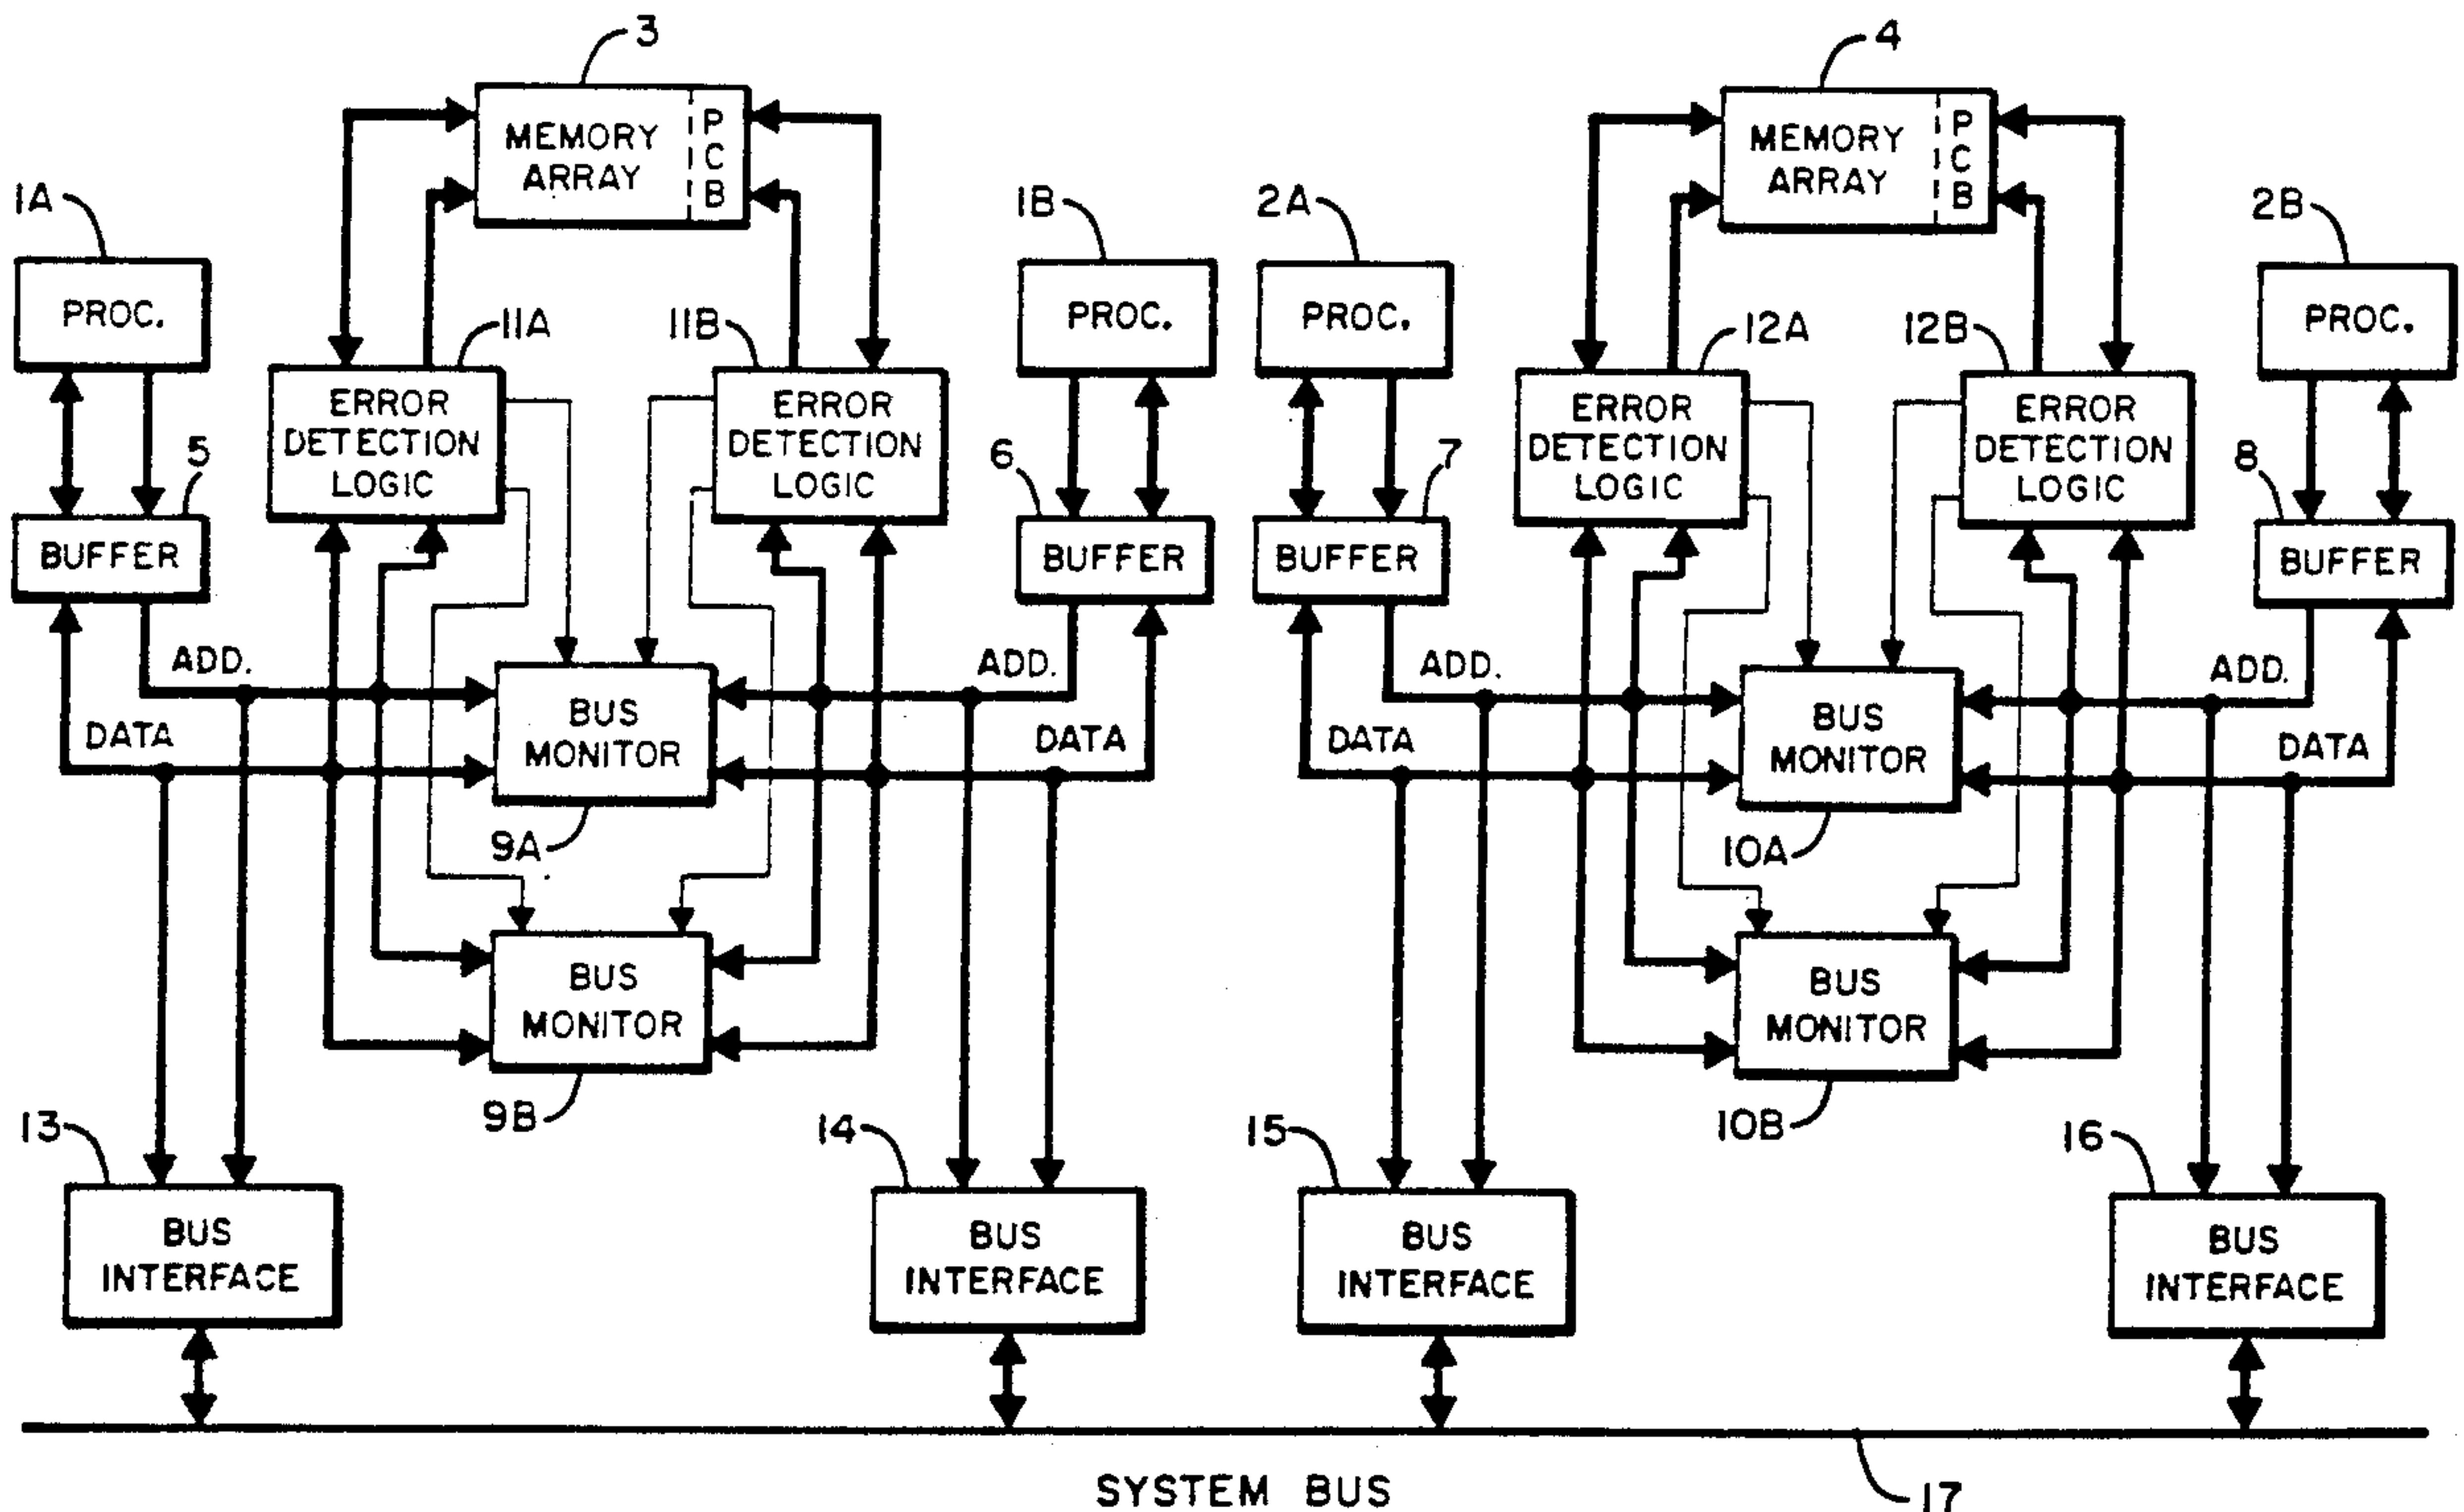 3
4
MEMORY ARRAY
PCB
MEMORY ARRAY
PCB
1A
1B
2A
2B
PROC.
PROC.
PROC.
PROC.
11A
11B
12A
12B
ERROR DETECTION LOGIC
ERROR DETECTION LOGIC
ERROR DETECTION LOGIC
ERROR DETECTION LOGIC
5
6
7
8
BUFFER
BUFFER
BUFFER
BUFFER
ADD.
ADD.
ADD.
ADD.
DATA
DATA
DATA
DATA
BUS MONITOR
BUS MONITOR
9A
10A
BUS MONITOR
BUS MONITOR
9B
10B
13
14
15
16
BUS INTERFACE
BUS INTERFACE
BUS INTERFACE
BUS INTERFACE
SYSTEM BUS
17